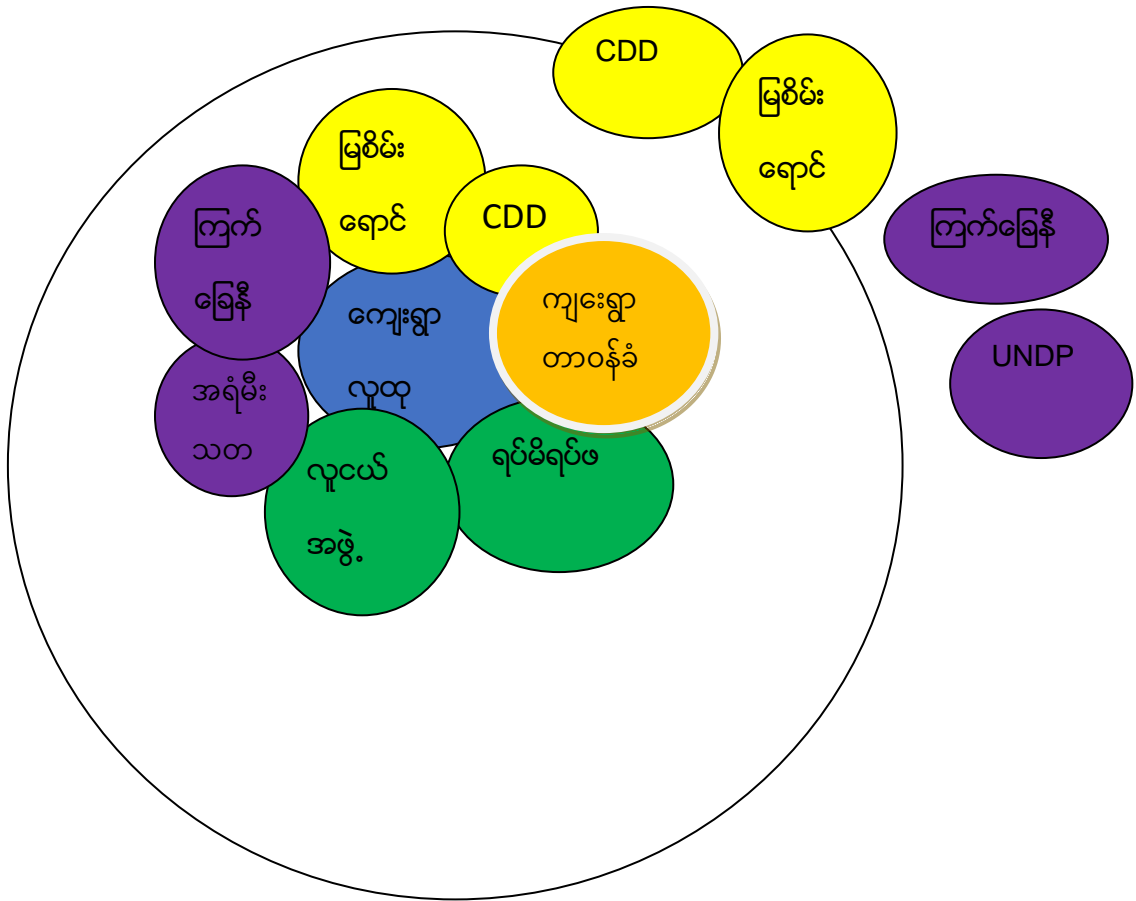 CDD
မြစိမ်း
ရောင်
မြစိမ်း
ရောင်
CDD
ကြက်
ခြေနီ
ကြက်ခြေနီ
ကျေးရွာ
လူထု
ကျးေရွာ
တာဝန်ခံ
UNDP
အရံမီး
သတ
ရပ်မိရပ်ဖ
လူငယ်
အဖွဲ့